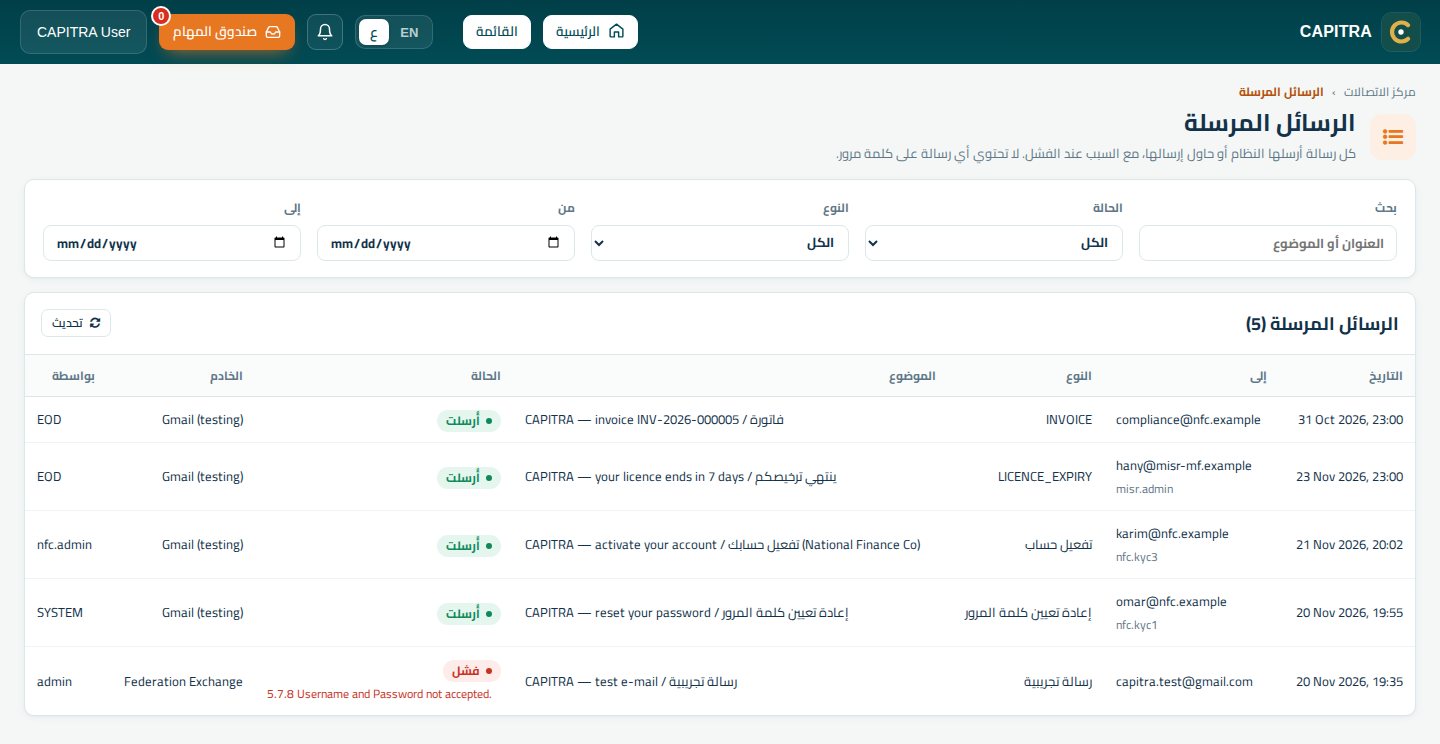 CAPITRA
الرئيسية
القائمة
EN
ع
صندوق المهام
0
CAPITRA User
مركز الاتصالات › الرسائل المرسلة
الرسائل المرسلة
كل رسالة أرسلها النظام أو حاول إرسالها، مع السبب عند الفشل. لا تحتوي أي رسالة على كلمة مرور.
بحث
الحالة
النوع
من
إلى
العنوان أو الموضوع
الكل
الكل
mm/dd/yyyy
mm/dd/yyyy
الرسائل المرسلة (5)
تحديث
التاريخ إلى النوع الموضوع الحالة الخادم بواسطة
31 Oct 2026, 23:00
compliance@nfc.example
INVOICE
CAPITRA — invoice INV-2026-000005 / فاتورة
أرسلت
Gmail (testing)
EOD
23 Nov 2026, 23:00
hany@misr-mf.example
misr.admin
LICENCE_EXPIRY
CAPITRA — your licence ends in 7 days / ينتهي ترخيصكم
أرسلت
Gmail (testing)
EOD
21 Nov 2026, 20:02
karim@nfc.example
nfc.kyc3
تفعيل حساب
CAPITRA — activate your account / تفعيل حسابك (National Finance Co)
أرسلت
Gmail (testing)
nfc.admin
20 Nov 2026, 19:55
omar@nfc.example
nfc.kyc1
إعادة تعيين كلمة المرور
CAPITRA — reset your password / إعادة تعيين كلمة المرور
أرسلت
Gmail (testing)
SYSTEM
20 Nov 2026, 19:35
capitra.test@gmail.com
رسالة تجريبية
CAPITRA — test e-mail / رسالة تجريبية
فشل
5.7.8 Username and Password not accepted.
Federation Exchange
admin